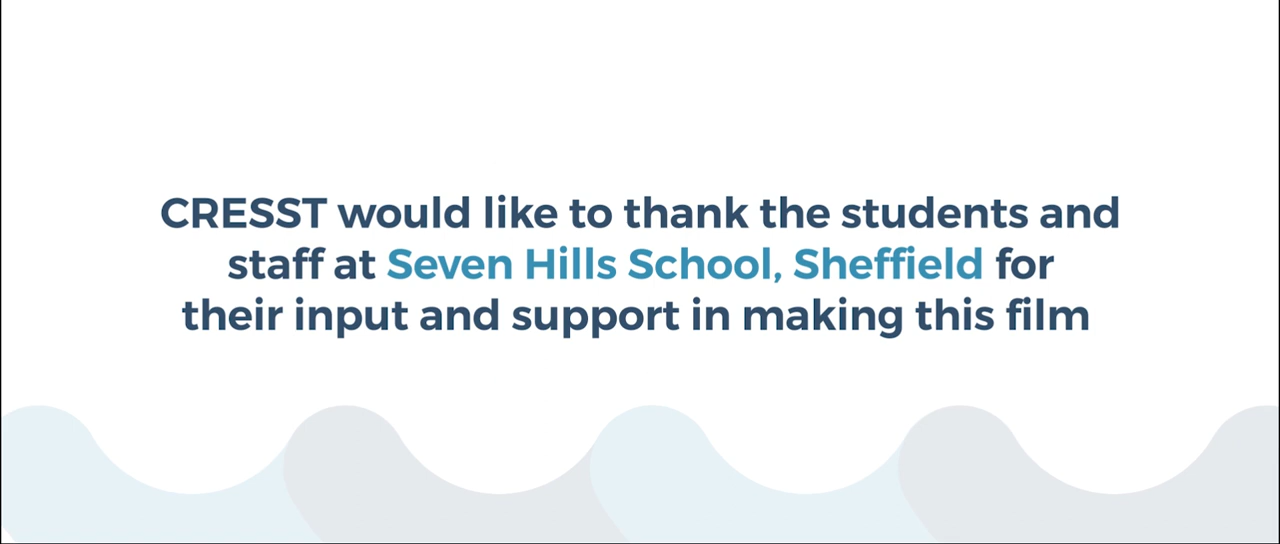 CRESST would like to thank the students and
staff at Seven Hills School, Sheffield for
their input and support in making this film